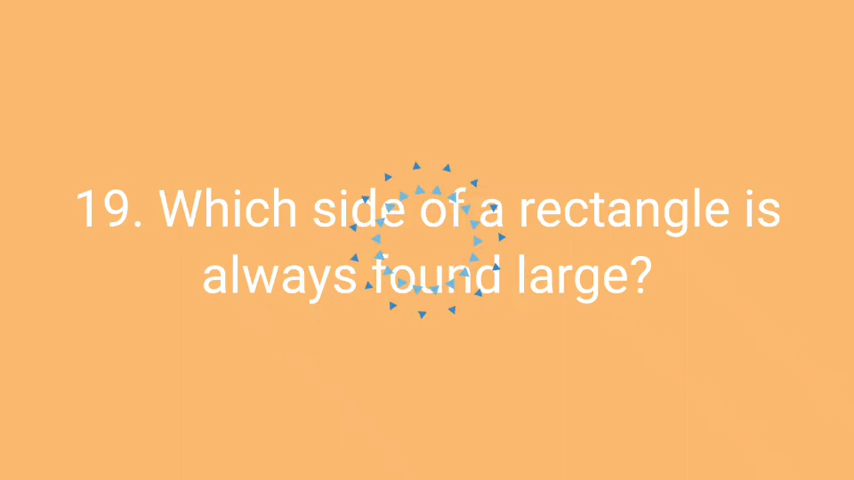 19. Which side of a rectangle is
always found large?